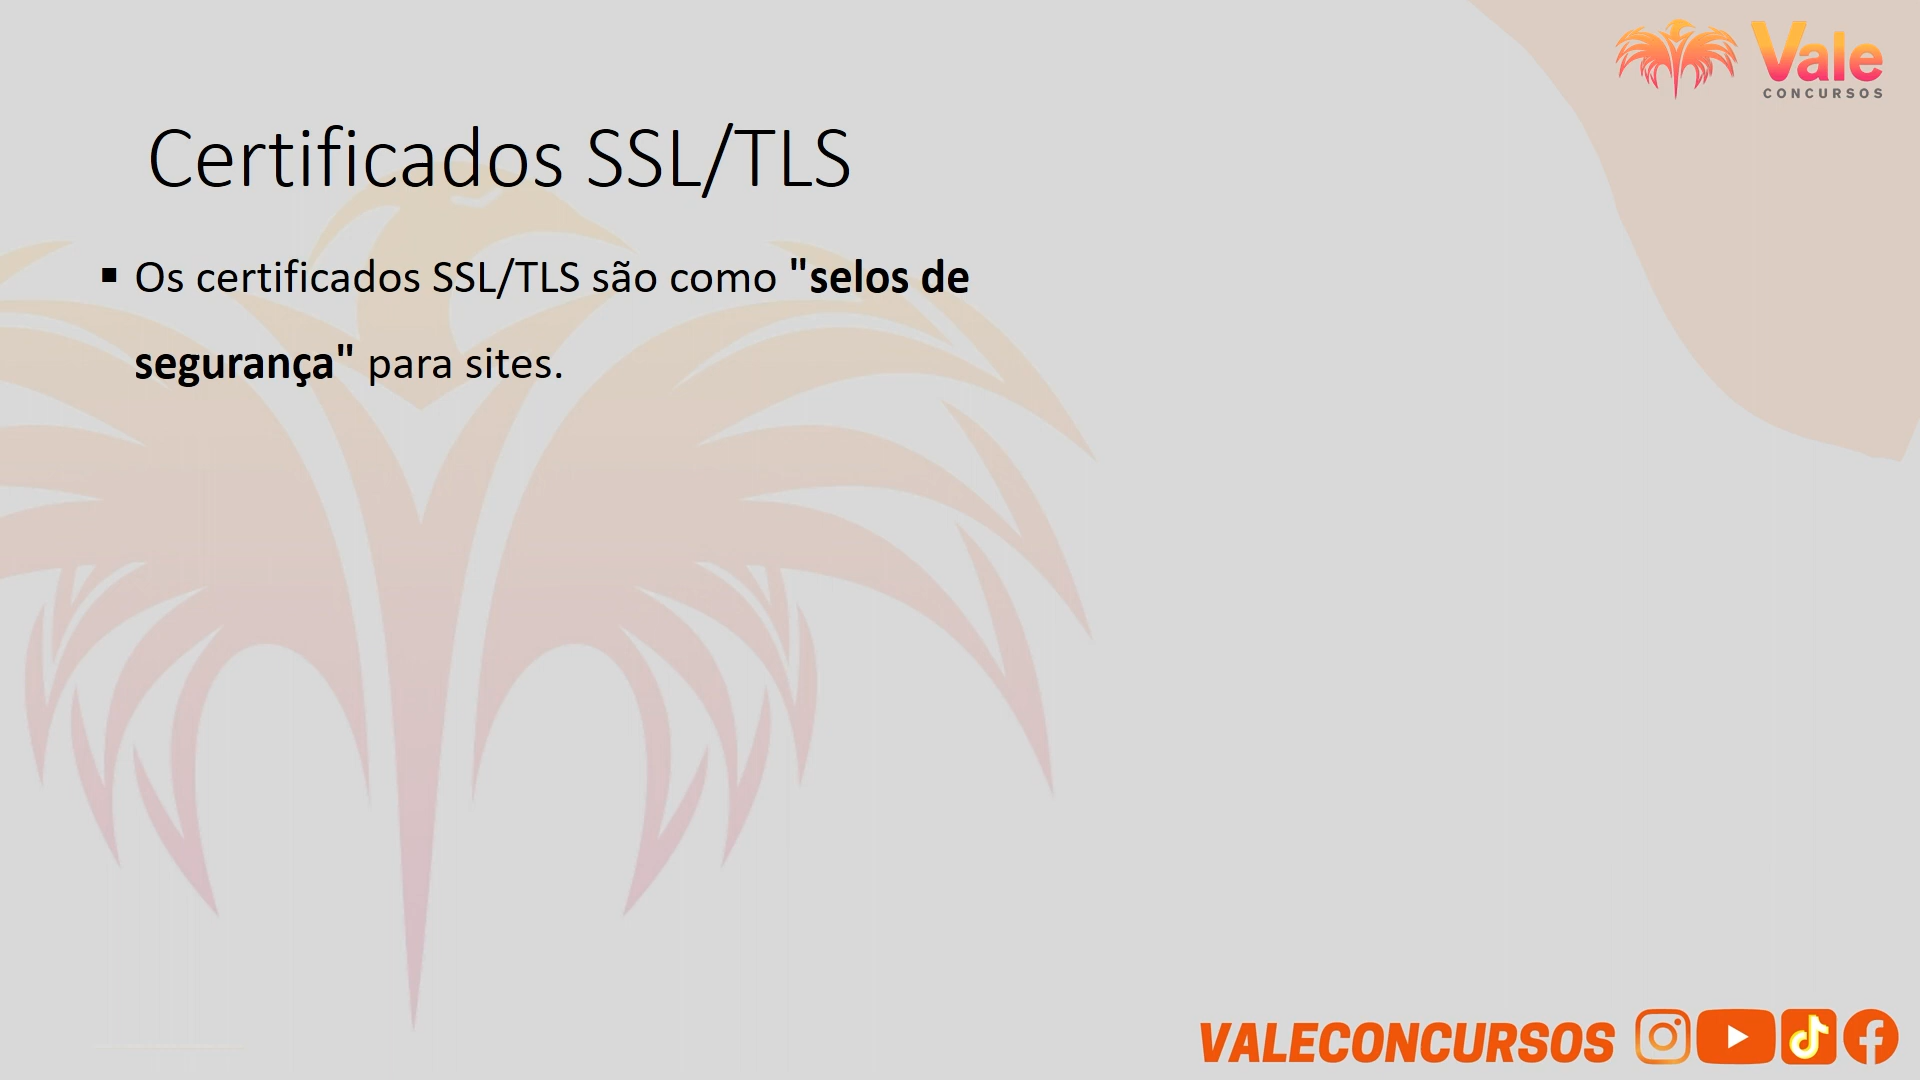 Vale
CONCURSOS
Certificados SSL/TLS
▪ Os certificados SSL/TLS são como "selos de
segurança" para sites.
VALECONCURSOS